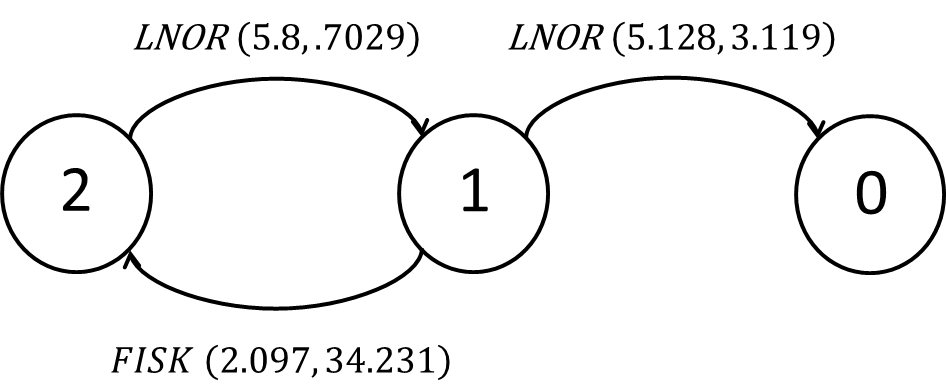 LNOR (5.8, .7029)
LNOR (5.128, 3.119)
2
1
0
FISK (2.097, 34.231)